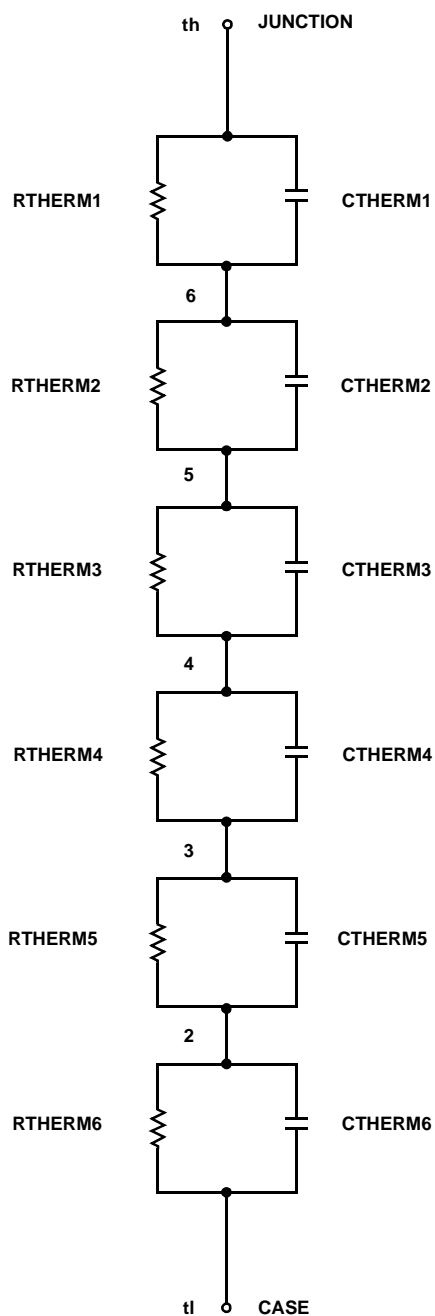 th JUNCTION
RTHERM1 CTHERM1
6
RTHERM2 CTHERM2
5
RTHERM3 CTHERM3
4
RTHERM4 CTHERM4
3
RTHERM5 CTHERM5
2
RTHERM6 CTHERM6
tl CASE